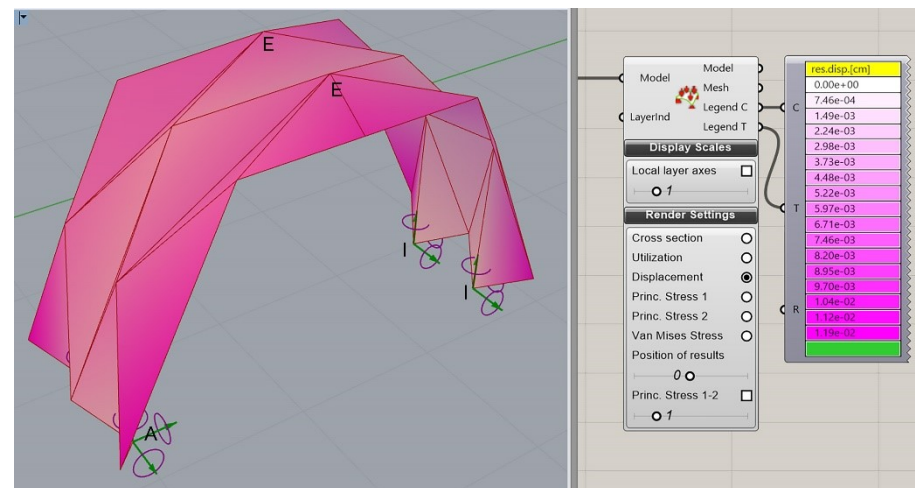 E
E
I
I
A
Model
LayerInd
Model
Mesh
Legend C
Legend T
Display Scales
Local layer axes
1
Render Settings
Cross section
Utilization
Displacement
Princ. Stress 1
Princ. Stress 2
Van Mises Stress
Position of results
0
Princ. Stress 1-2
1
C
T
R
res.disp.[cm]
0.00e+00
7.46e-04
1.49e-03
2.24e-03
2.98e-03
3.73e-03
4.48e-03
5.22e-03
5.97e-03
6.71e-03
7.46e-03
8.20e-03
8.95e-03
9.70e-03
1.04e-02
1.12e-02
1.19e-02